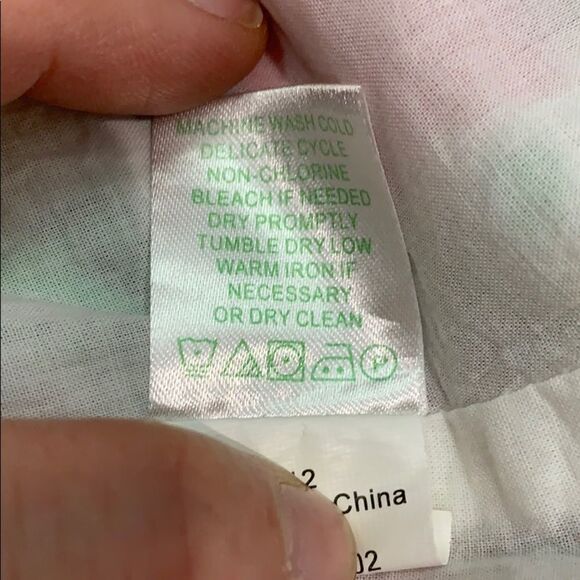 MACHINE WASH COLD
DELICATE CYCLE
NON-CHLORINE
BLEACH IF NEEDED
DRY PROMPTLY
TUMBLE DRY LOW
WARM IRON IF
NECESSARY
OR DRY CLEAN
P
China